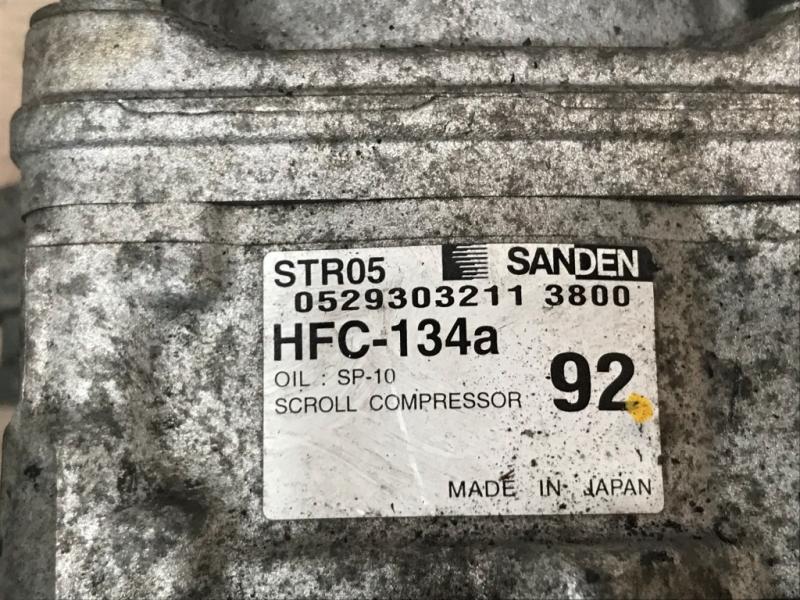 STR05 SANDEN
0529303211 3800
HFC-134a
OIL : SP-10
92
SCROLL COMPRESSOR
MADE IN JAPAN